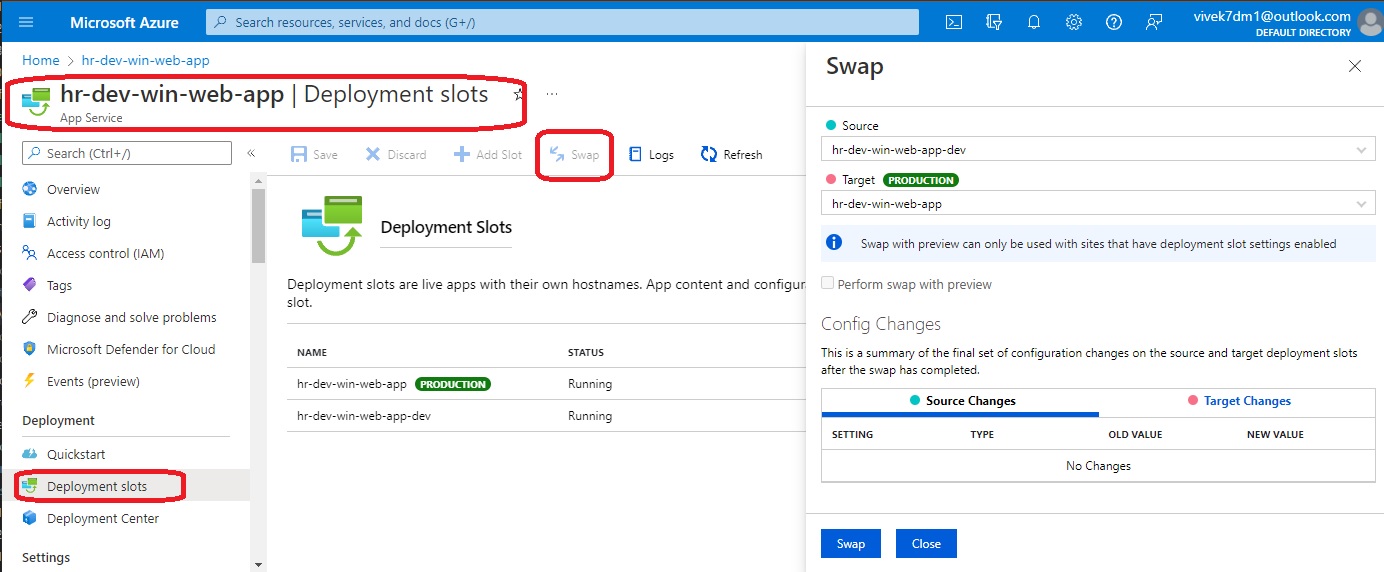 Microsoft Azure
Search resources, services, and docs (G+/)
vivek7dm1@outlook.com
DEFAULT DIRECTORY
Home > hr-dev-win-web-app
hr-dev-win-web-app | Deployment slots
App Service
Search (Ctrl+/)
Overview
Activity log
Access control (IAM)
Tags
Diagnose and solve problems
Microsoft Defender for Cloud
Events (preview)
Deployment
Quickstart
Deployment slots
Deployment Center
Settings
Save Discard Add Slot Swap Logs Refresh
Deployment Slots
Deployment slots are live apps with their own hostnames. App content and configur
slot.
NAME STATUS
hr-dev-win-web-app PRODUCTION Running
hr-dev-win-web-app-dev Running
Swap
Source
hr-dev-win-web-app-dev
Target PRODUCTION
hr-dev-win-web-app
Swap with preview can only be used with sites that have deployment slot settings enabled
Perform swap with preview
Config Changes
This is a summary of the final set of configuration changes on the source and target deployment slots
after the swap has completed.
Source Changes Target Changes
SETTING TYPE OLD VALUE NEW VALUE
No Changes
Swap Close